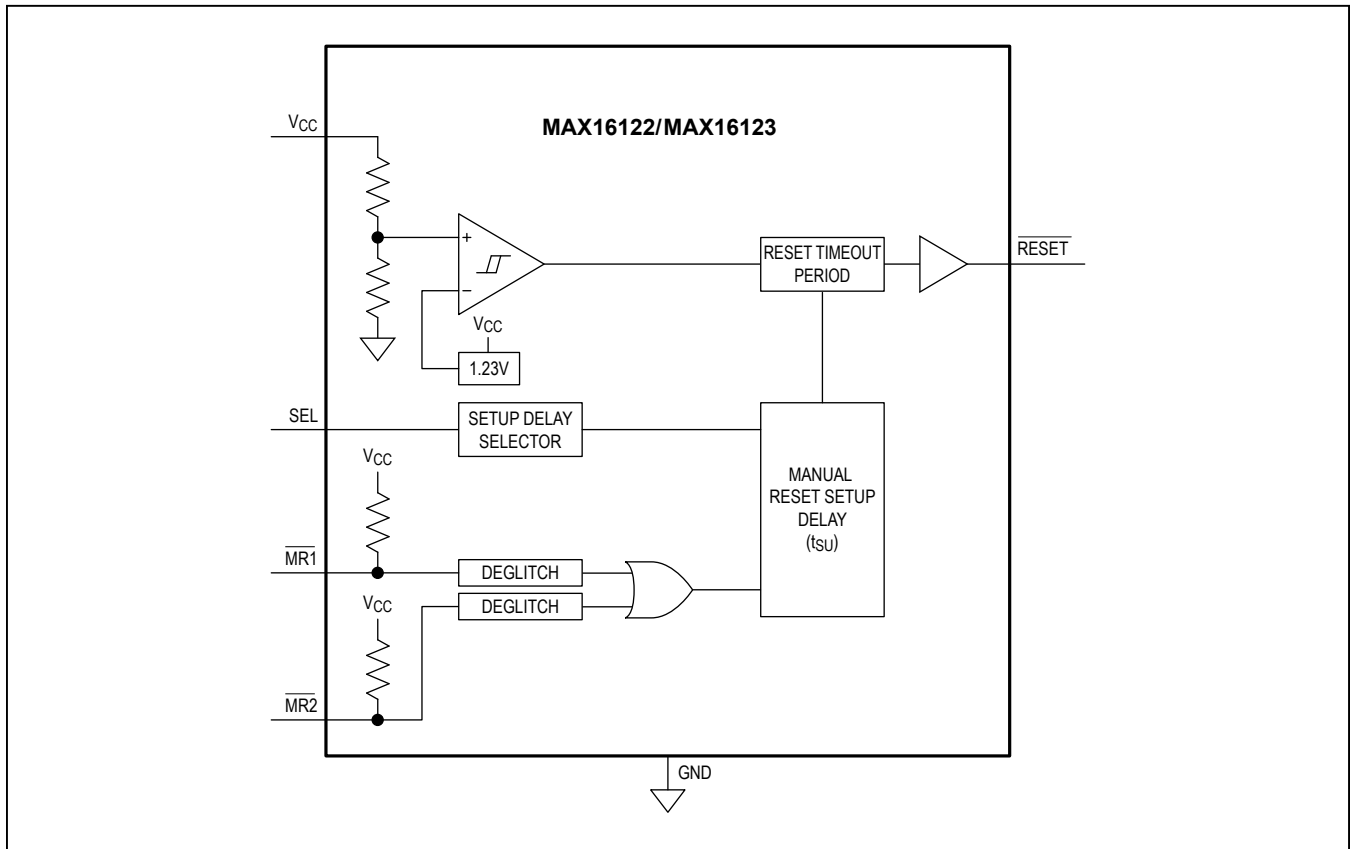 MAX16122/MAX16123
VCC
+
−
VCC
1.23V
RESET TIMEOUT
PERIOD
RESET
SEL
SETUP DELAY
SELECTOR
VCC
MANUAL
RESET SETUP
DELAY
(tSU)
MR1
DEGLITCH
DEGLITCH
VCC
MR2
GND